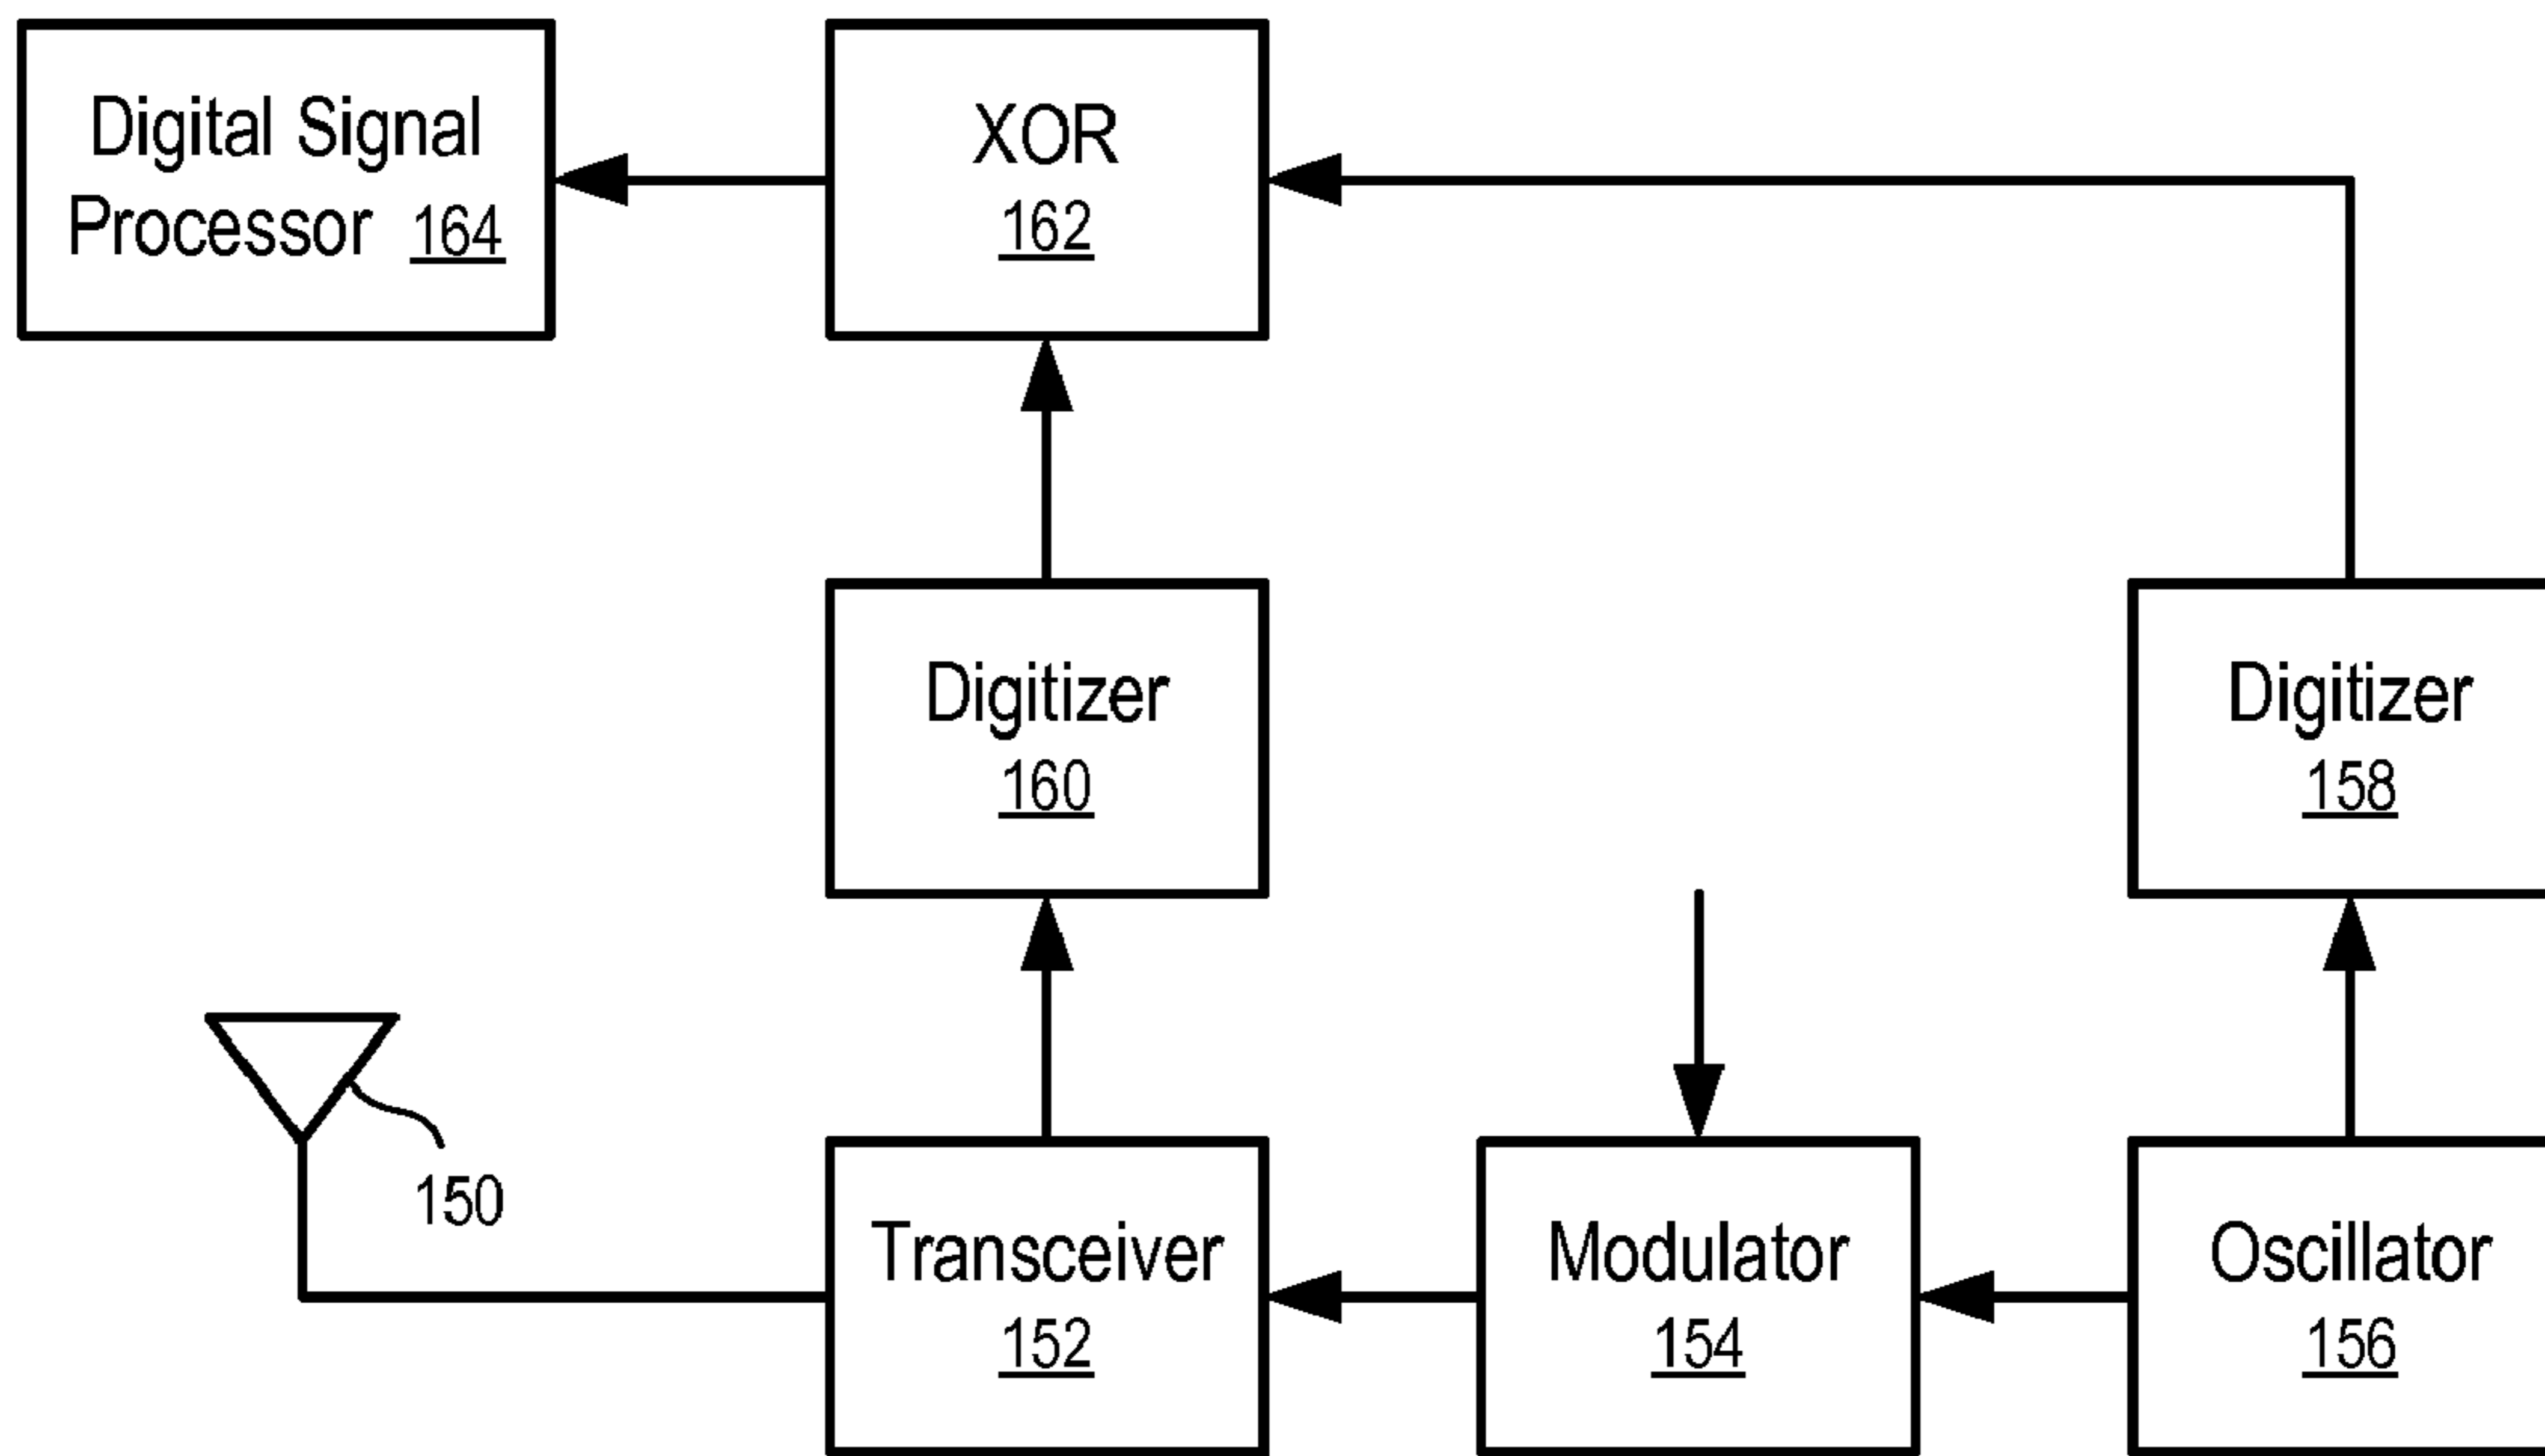 Digital Signal
Processor 164
XOR
162
Digitizer
160
Digitizer
158
150
Transceiver
152
Modulator
154
Oscillator
156